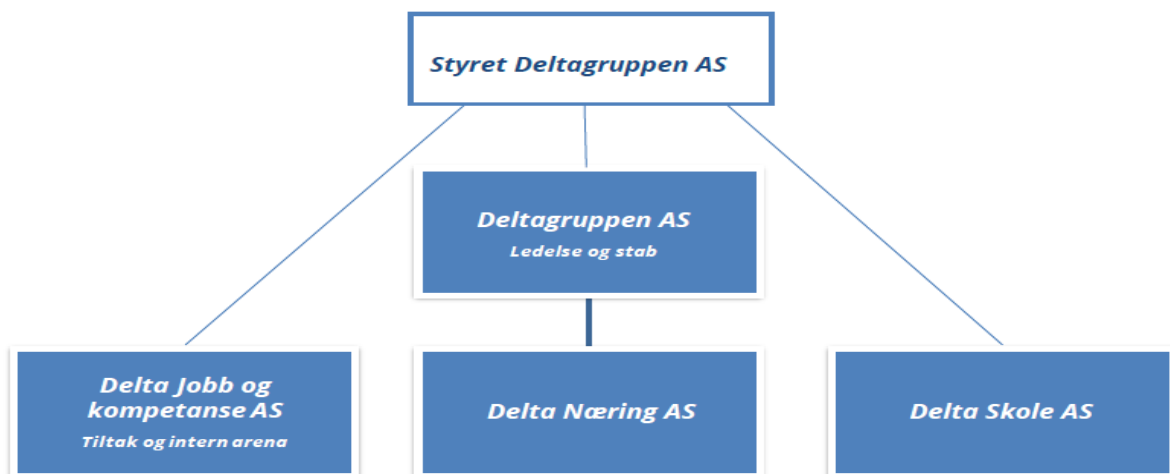 Styret Deltagruppen AS
Deltagruppen AS
Ledelse og stab
Delta Jobb og
kompetanse AS
Tiltak og intern arena
Delta Næring AS
Delta Skole AS